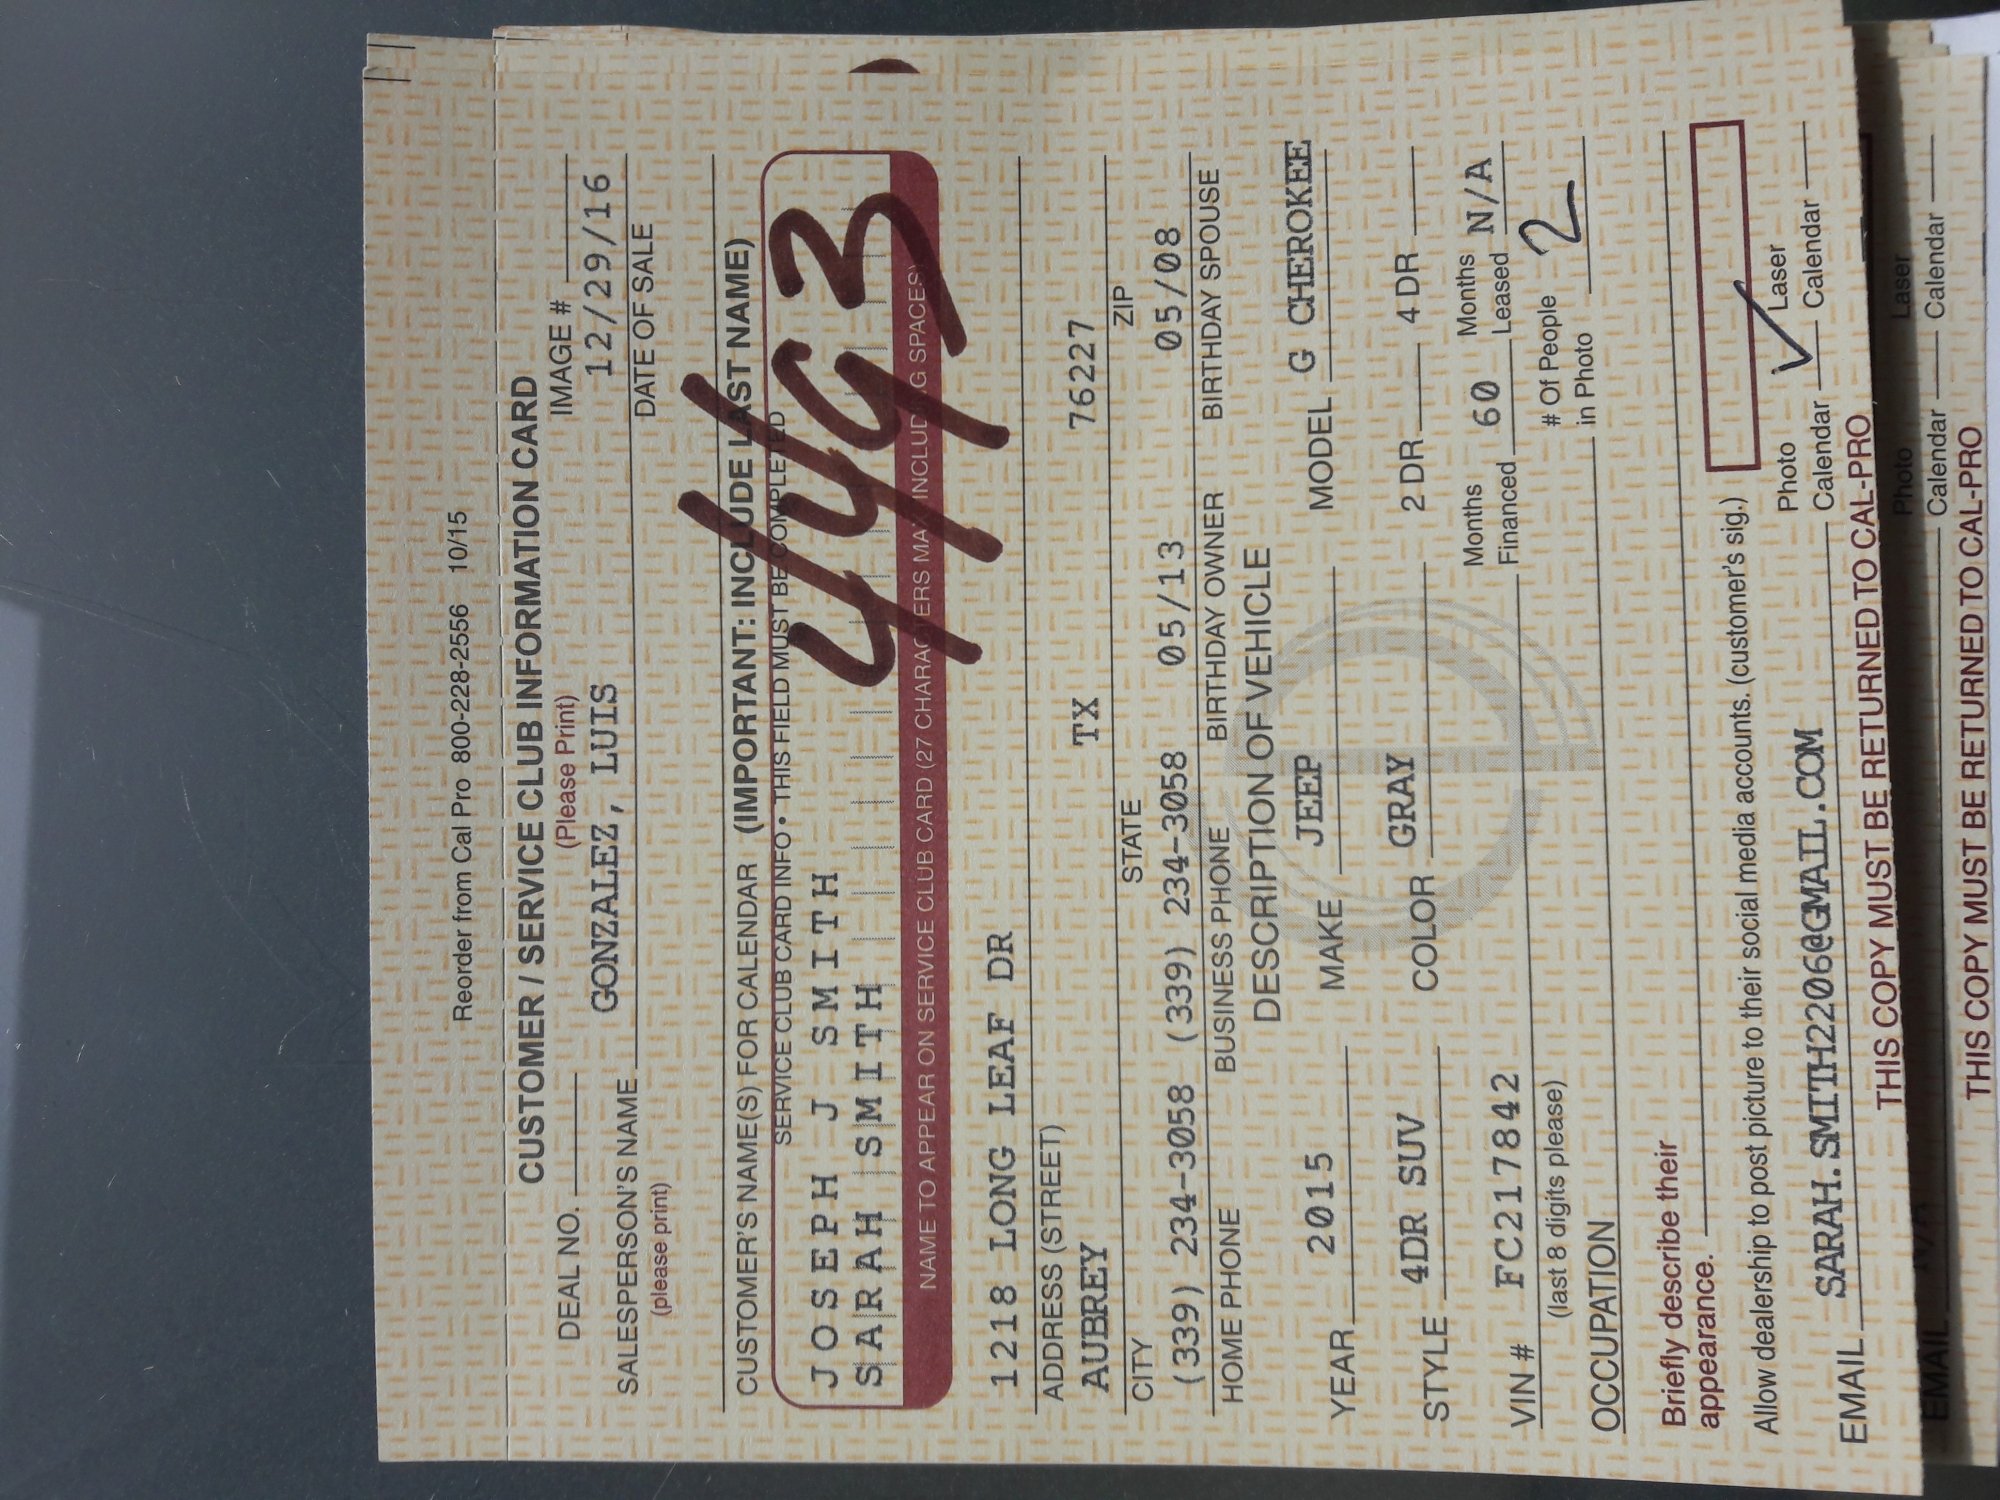 Reorder from Cal Pro 800-228-2556 10/15
CUSTOMER / SERVICE CLUB INFORMATION CARD
DEAL NO. (Please Print) IMAGE #
SALESPERSON'S NAME GONZALEZ, LUIS 12/29/16
(please print) DATE OF SALE
CUSTOMER'S NAME(S) FOR CALENDAR (IMPORTANT: INCLUDE LAST NAME)
SERVICE CLUB CARD INFO • THIS FIELD MUST BE COMPLETED
JOSEPH J SMITH
SARAH SMITH
4493
NAME TO APPEAR ON SERVICE CLUB CARD (27 CHARACTERS MAY INCLUDING SPACES)
1218 LONG LEAF DR
ADDRESS (STREET)
AUBREY TX 76227
CITY STATE ZIP
(339) 234-3058 (339) 234-3058 05/13 05/08
HOME PHONE BUSINESS PHONE BIRTHDAY OWNER BIRTHDAY SPOUSE
DESCRIPTION OF VEHICLE
YEAR 2015 MAKE JEEP MODEL G CHEROKEE
STYLE 4DR SUV COLOR GRAY 2 DR 4 DR
VIN # FC217842 Months Financed 60 Months Leased N/A
(last 8 digits please)
OCCUPATION # Of People in Photo 2
Briefly describe their
appearance.
Allow dealership to post picture to their social media accounts. (customer's sig.)
EMAIL SARAH.SMITH2206@GMAIL.COM Photo Calendar ✓ Laser Calendar
THIS COPY MUST BE RETURNED TO CAL-PRO
EMAIL Photo Calendar Laser Calendar
THIS COPY MUST BE RETURNED TO CAL-PRO